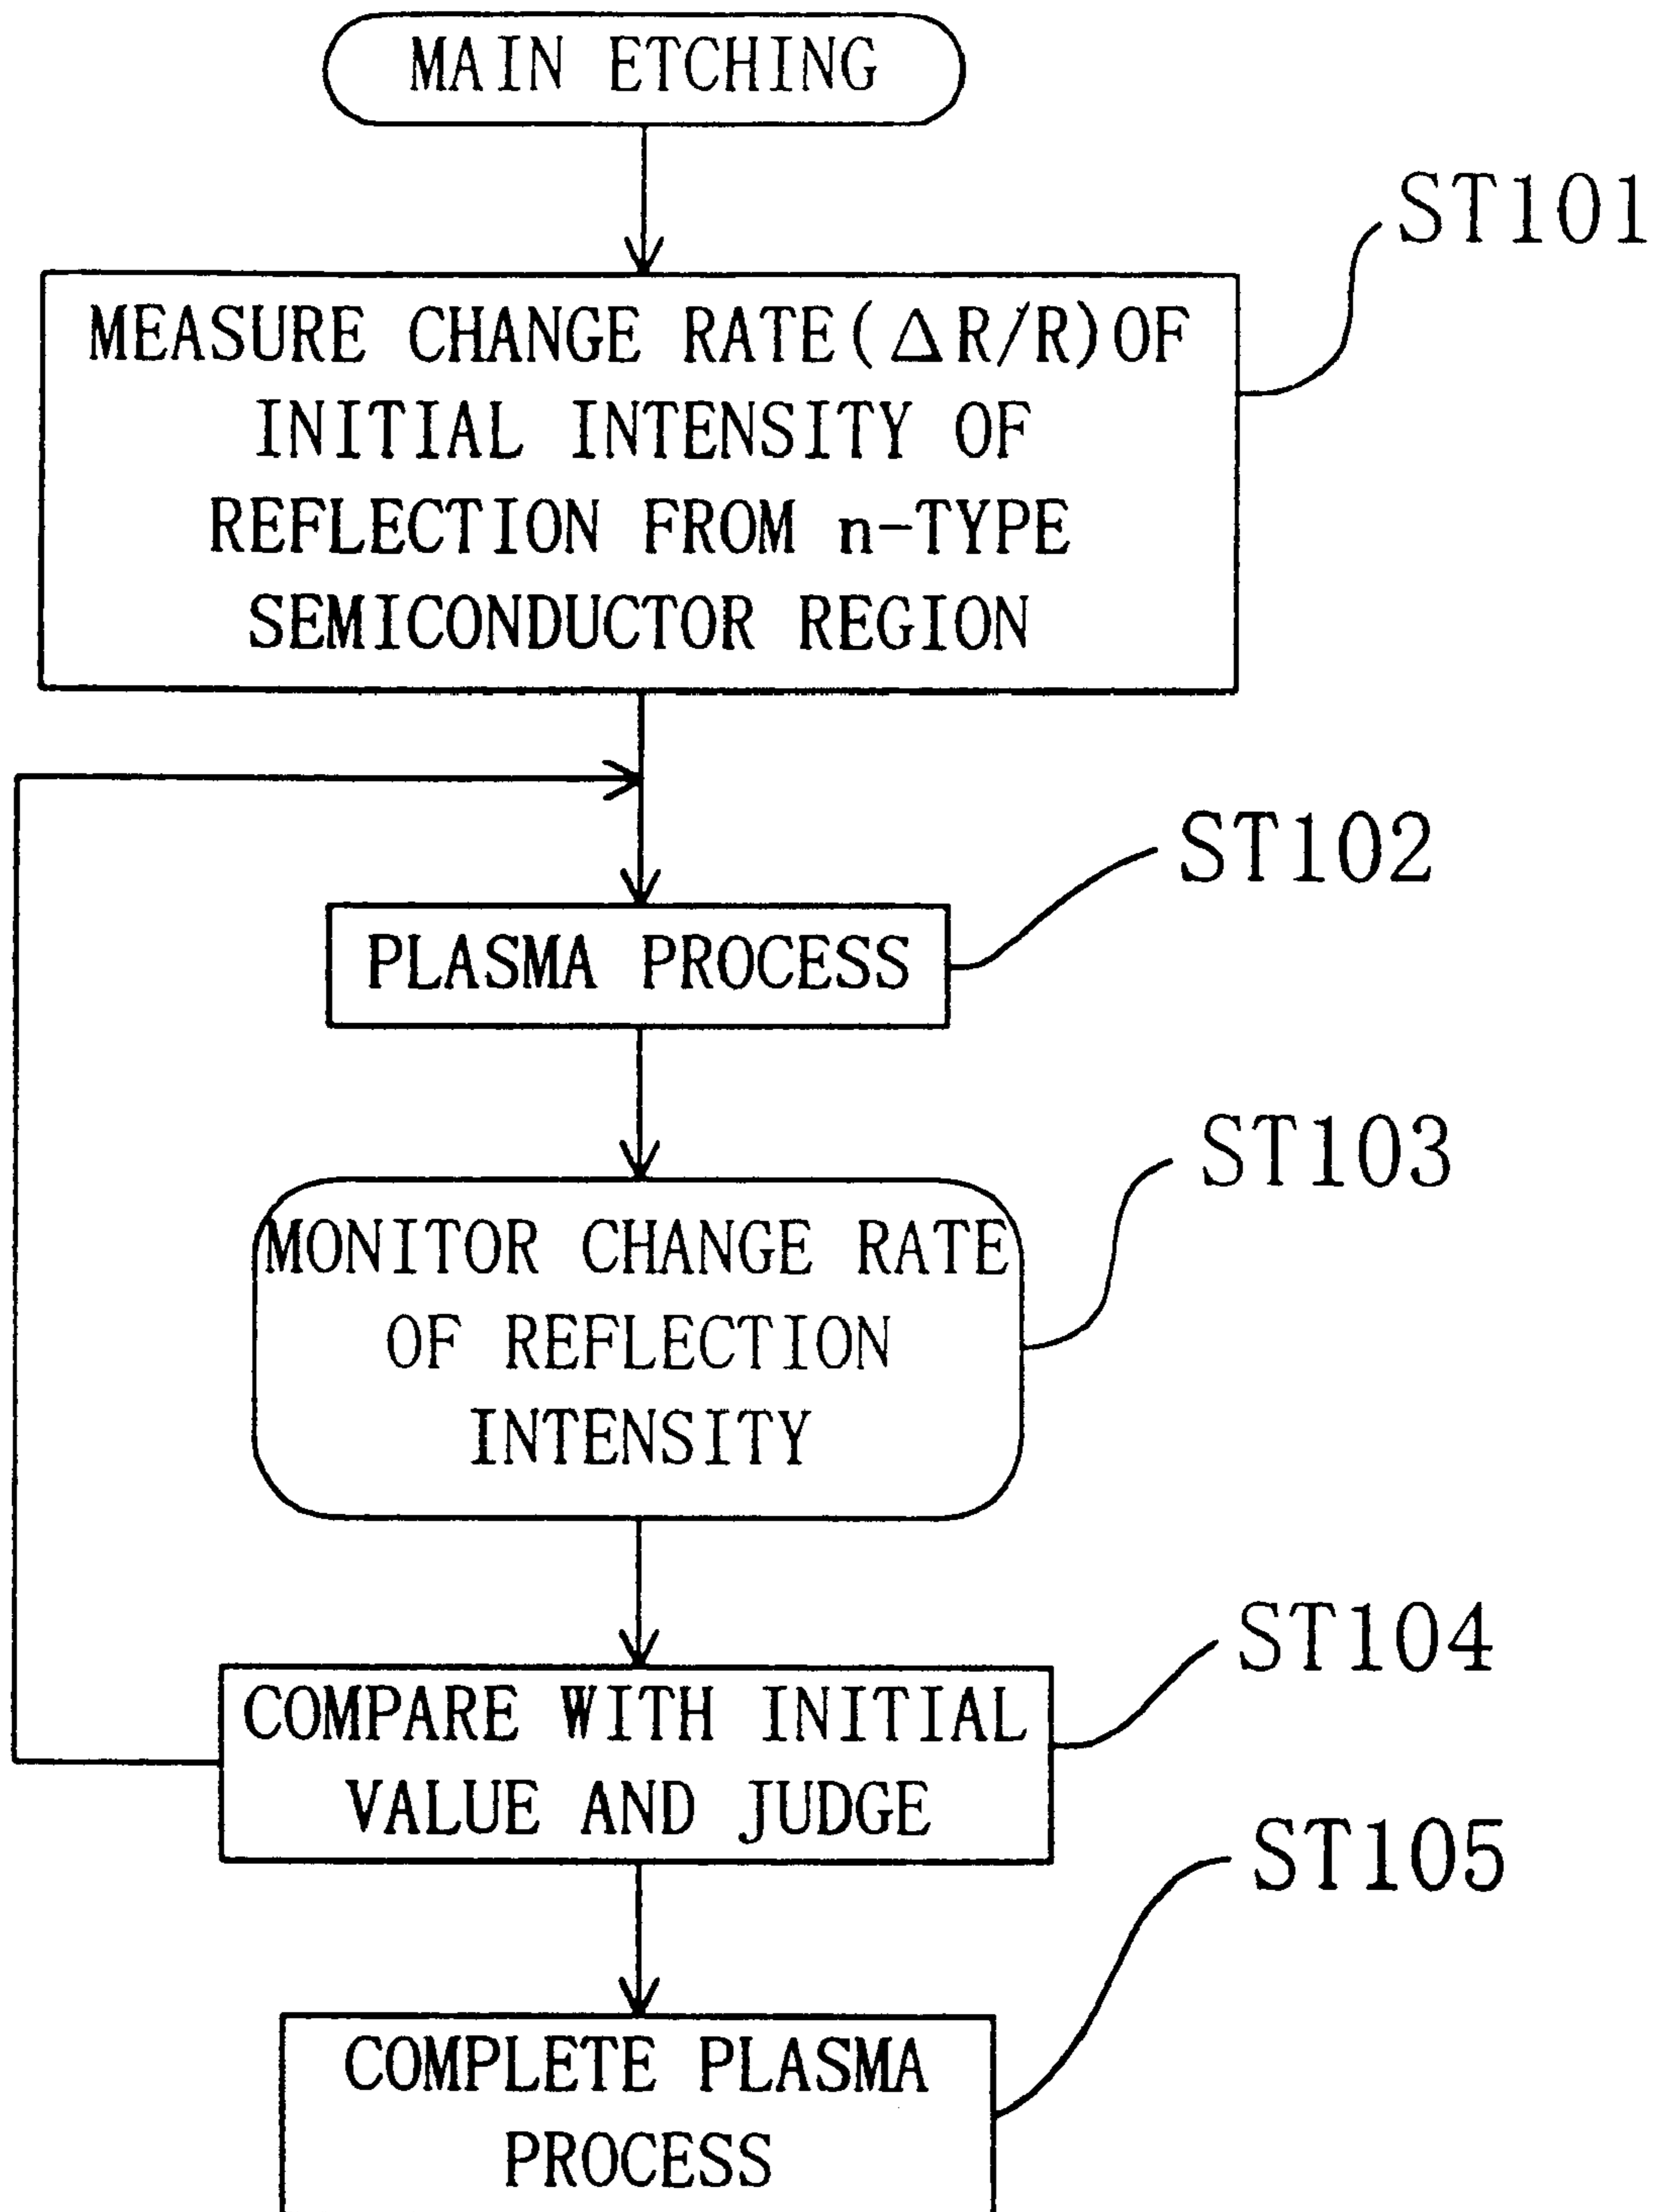 MAIN ETCHING
ST101
MEASURE CHANGE RATE(ΔR/R)OF
INITIAL INTENSITY OF
REFLECTION FROM n-TYPE
SEMICONDUCTOR REGION
ST102
PLASMA PROCESS
ST103
MONITOR CHANGE RATE
OF REFLECTION
INTENSITY
ST104
COMPARE WITH INITIAL
VALUE AND JUDGE
ST105
COMPLETE PLASMA
PROCESS